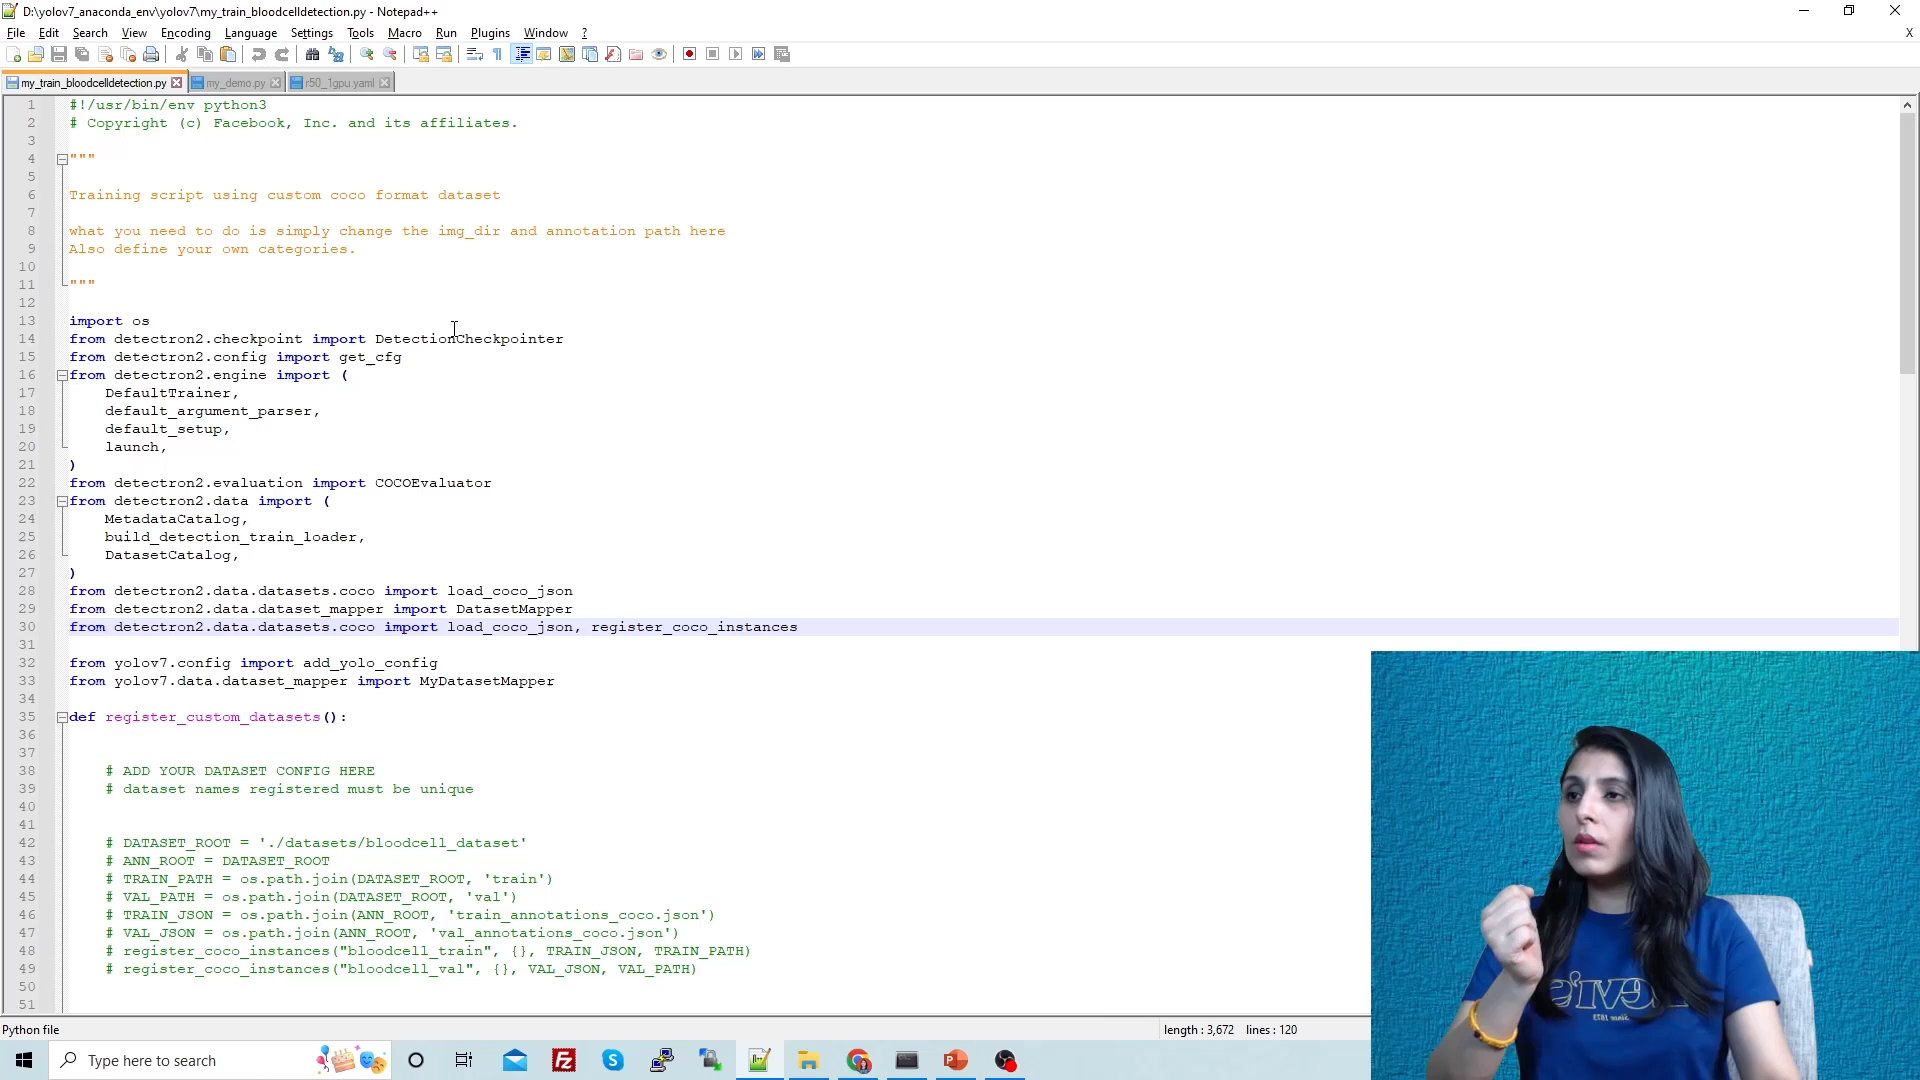 D:\yolov7_anaconda_env\yolov7\my_train_bloodcelldetection.py - Notepad++
File Edit Search View Encoding Language Settings Tools Macro Run Plugins Window ? X
my_train_bloodcelldetection.py my_demo.py r50_1gpu.yaml
1 #!/usr/bin/env python3
2 # Copyright (c) Facebook, Inc. and its affiliates.
3
4 """
5
6 Training script using custom coco format dataset
7
8 what you need to do is simply change the img_dir and annotation path here
9 Also define your own categories.
10
11 """
12
13 import os
14 from detectron2.checkpoint import DetectionCheckpointer
15 from detectron2.config import get_cfg
16 from detectron2.engine import (
17 DefaultTrainer,
18 default_argument_parser,
19 default_setup,
20 launch,
21 )
22 from detectron2.evaluation import COCOEvaluator
23 from detectron2.data import (
24 MetadataCatalog,
25 build_detection_train_loader,
26 DatasetCatalog,
27 )
28 from detectron2.data.datasets.coco import load_coco_json
29 from detectron2.data.dataset_mapper import DatasetMapper
30 from detectron2.data.datasets.coco import load_coco_json, register_coco_instances
31
32 from yolov7.config import add_yolo_config
33 from yolov7.data.dataset_mapper import MyDatasetMapper
34
35 def register_custom_datasets():
36
37
38 # ADD YOUR DATASET CONFIG HERE
39 # dataset names registered must be unique
40
41
42 # DATASET_ROOT = './datasets/bloodcell_dataset'
43 # ANN_ROOT = DATASET_ROOT
44 # TRAIN_PATH = os.path.join(DATASET_ROOT, 'train')
45 # VAL_PATH = os.path.join(DATASET_ROOT, 'val')
46 # TRAIN_JSON = os.path.join(ANN_ROOT, 'train_annotations_coco.json')
47 # VAL_JSON = os.path.join(ANN_ROOT, 'val_annotations_coco.json')
48 # register_coco_instances("bloodcell_train", {}, TRAIN_JSON, TRAIN_PATH)
49 # register_coco_instances("bloodcell_val", {}, VAL_JSON, VAL_PATH)
50
51
Python file length : 3,672 lines : 120
Type here to search